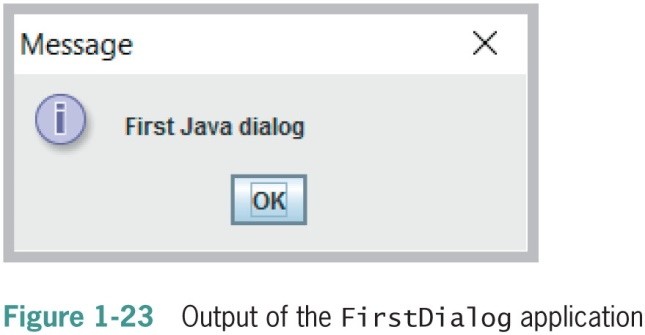 Message
First Java dialog
OK
Figure 1-23 Output of the FirstDialog application